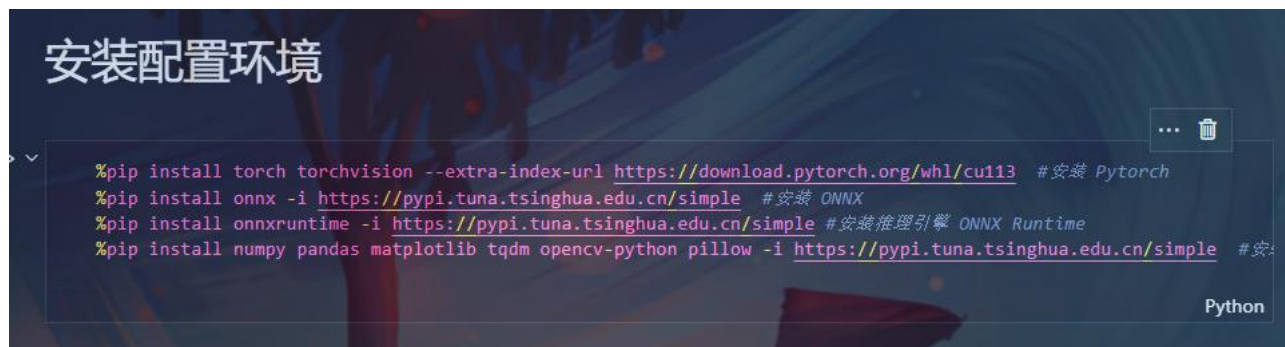 安装配置环境
%pip install torch torchvision --extra-index-url https://download.pytorch.org/whl/cu113 #安装 Pytorch
%pip install onnx -i https://pypi.tuna.tsinghua.edu.cn/simple #安装 ONNX
%pip install onnxruntime -i https://pypi.tuna.tsinghua.edu.cn/simple #安装推理引擎 ONNX Runtime
%pip install numpy pandas matplotlib tqdm opencv-python pillow -i https://pypi.tuna.tsinghua.edu.cn/simple #安
Python